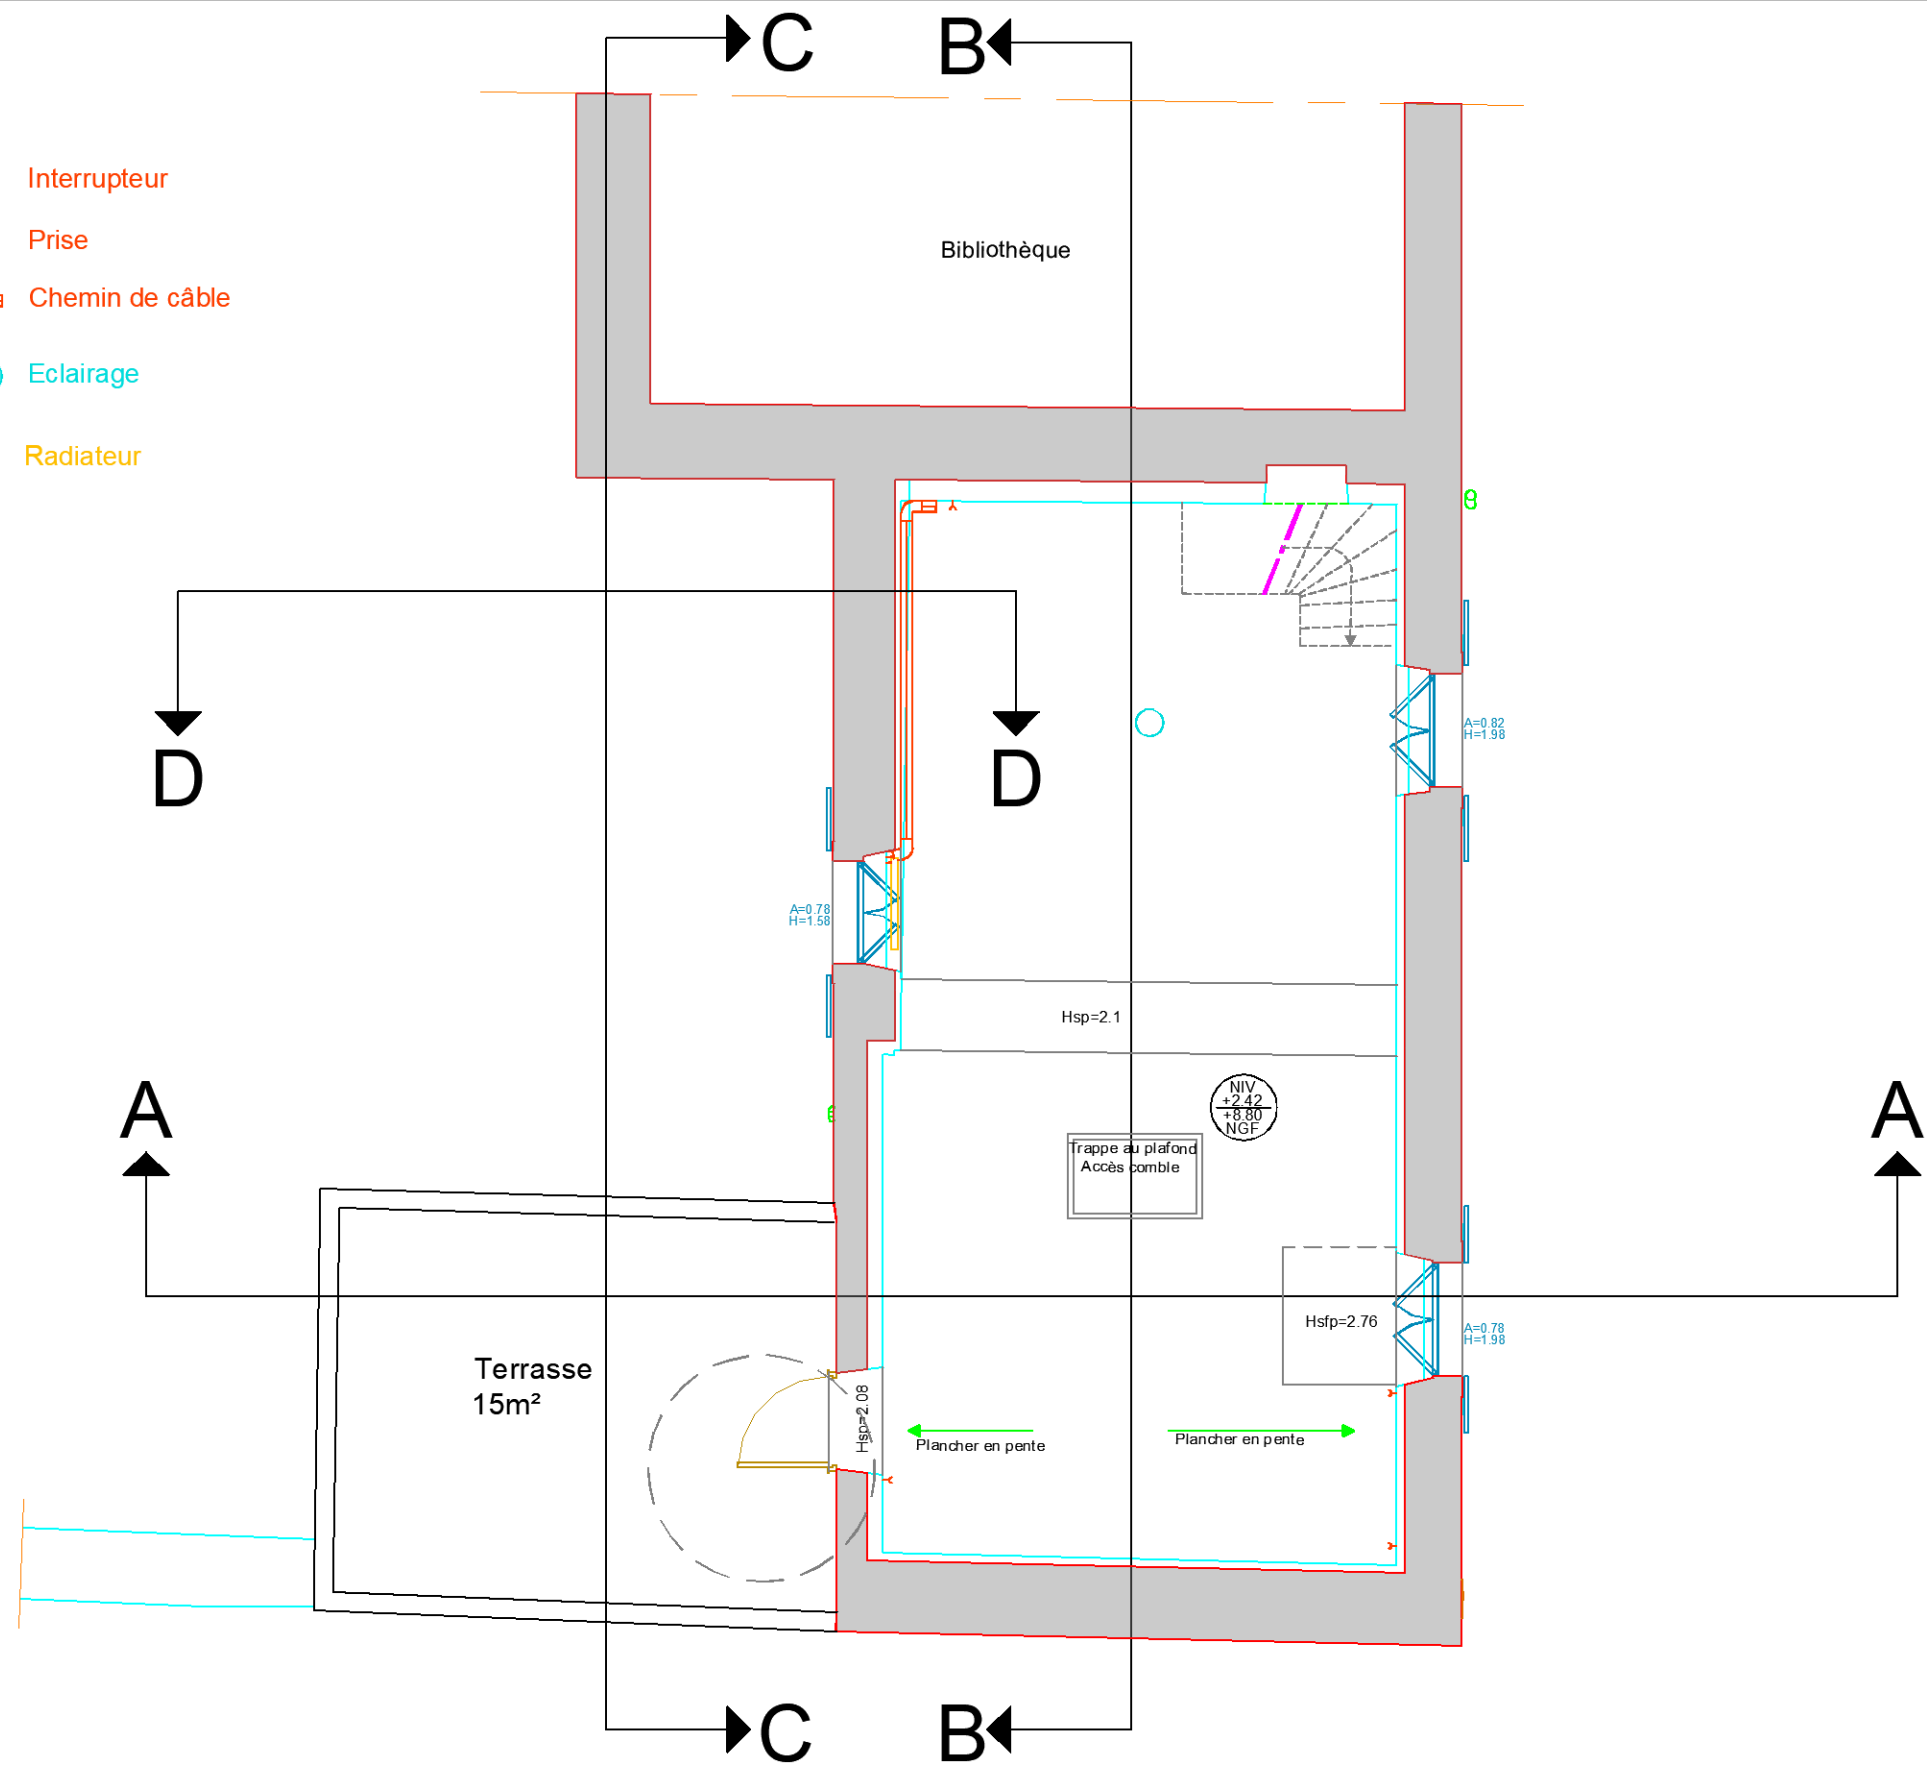 C
B
Interrupteur
Prise
Chemin de câble
Eclairage
Radiateur
Bibliothèque
A=0.82
H=1.98
D
D
A=0.78
H=1.58
Hsp=2.1
NIV
+2.42
+8.80
NGF
A
A
Trappe au plafond
Accès comble
Hsfp=2.76
A=0.78
H=1.98
Terrasse
15m²
Hsp=2.08
Plancher en pente
Plancher en pente
C
B